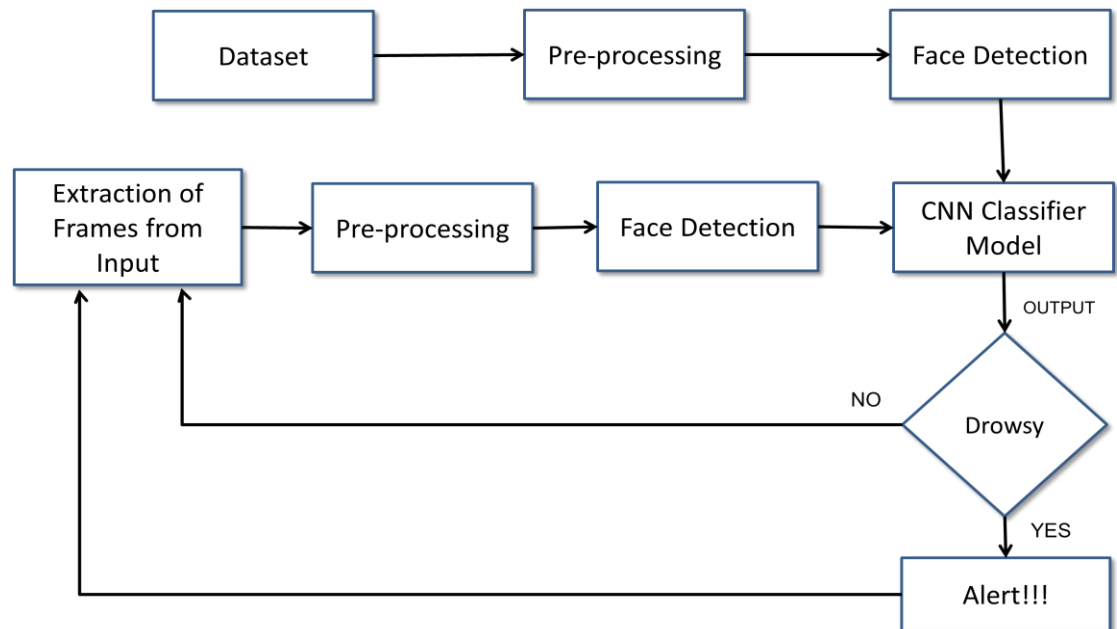 Dataset
Pre-processing
Face Detection
Extraction of
Frames from
Input
Pre-processing
Face Detection
CNN Classifier
Model
OUTPUT
NO
Drowsy
YES
Alert!!!